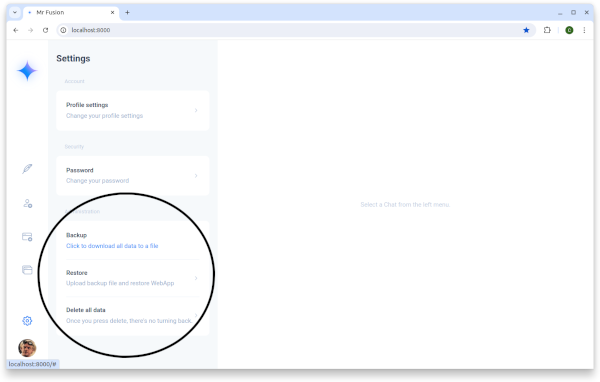 Mr Fusion
localhost:8000
Settings
Account
Profile settings
Change your profile settings
Security
Password
Change your password
Backup
Click to download all data to a file
Restore
Upload backup file and restore WebApp
Delete all data
Once you press delete, there's no turning back.
Select a Chat from the left menu
localhost:8000/#